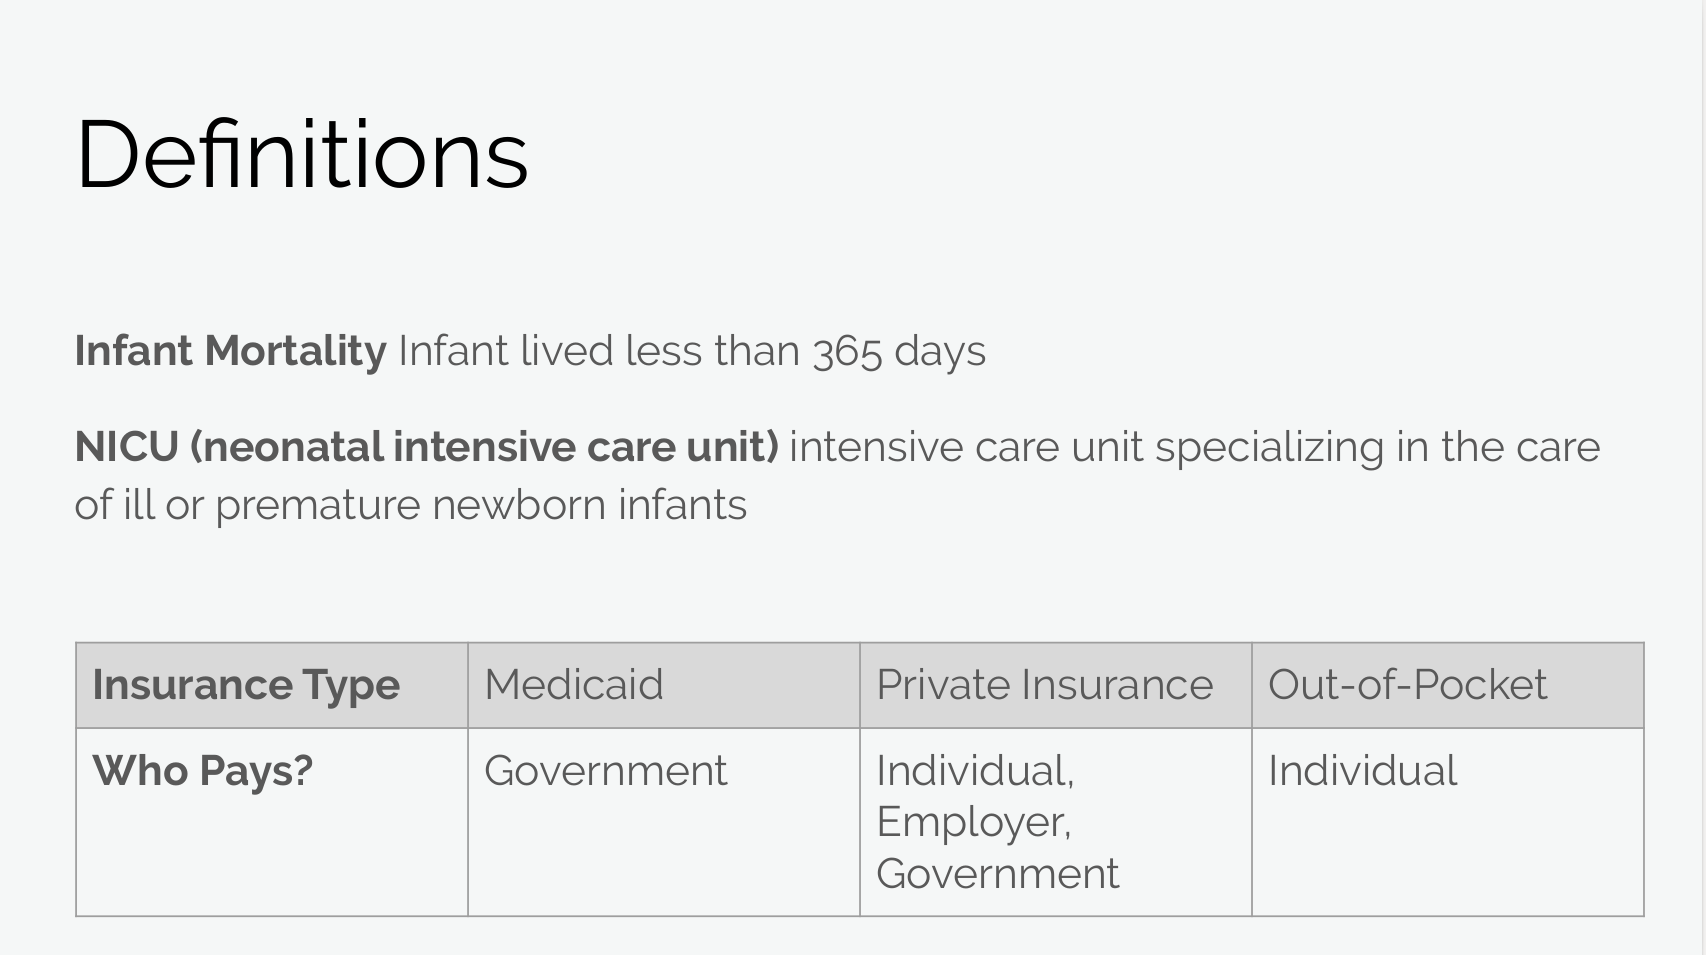 Definitions
Infant Mortality Infant lived less than 365 days
NICU (neonatal intensive care unit) intensive care unit specializing in the care
of ill or premature newborn infants
Insurance Type Medicaid Private Insurance Out-of-Pocket
Who Pays? Government Individual, Individual
Employer,
Government